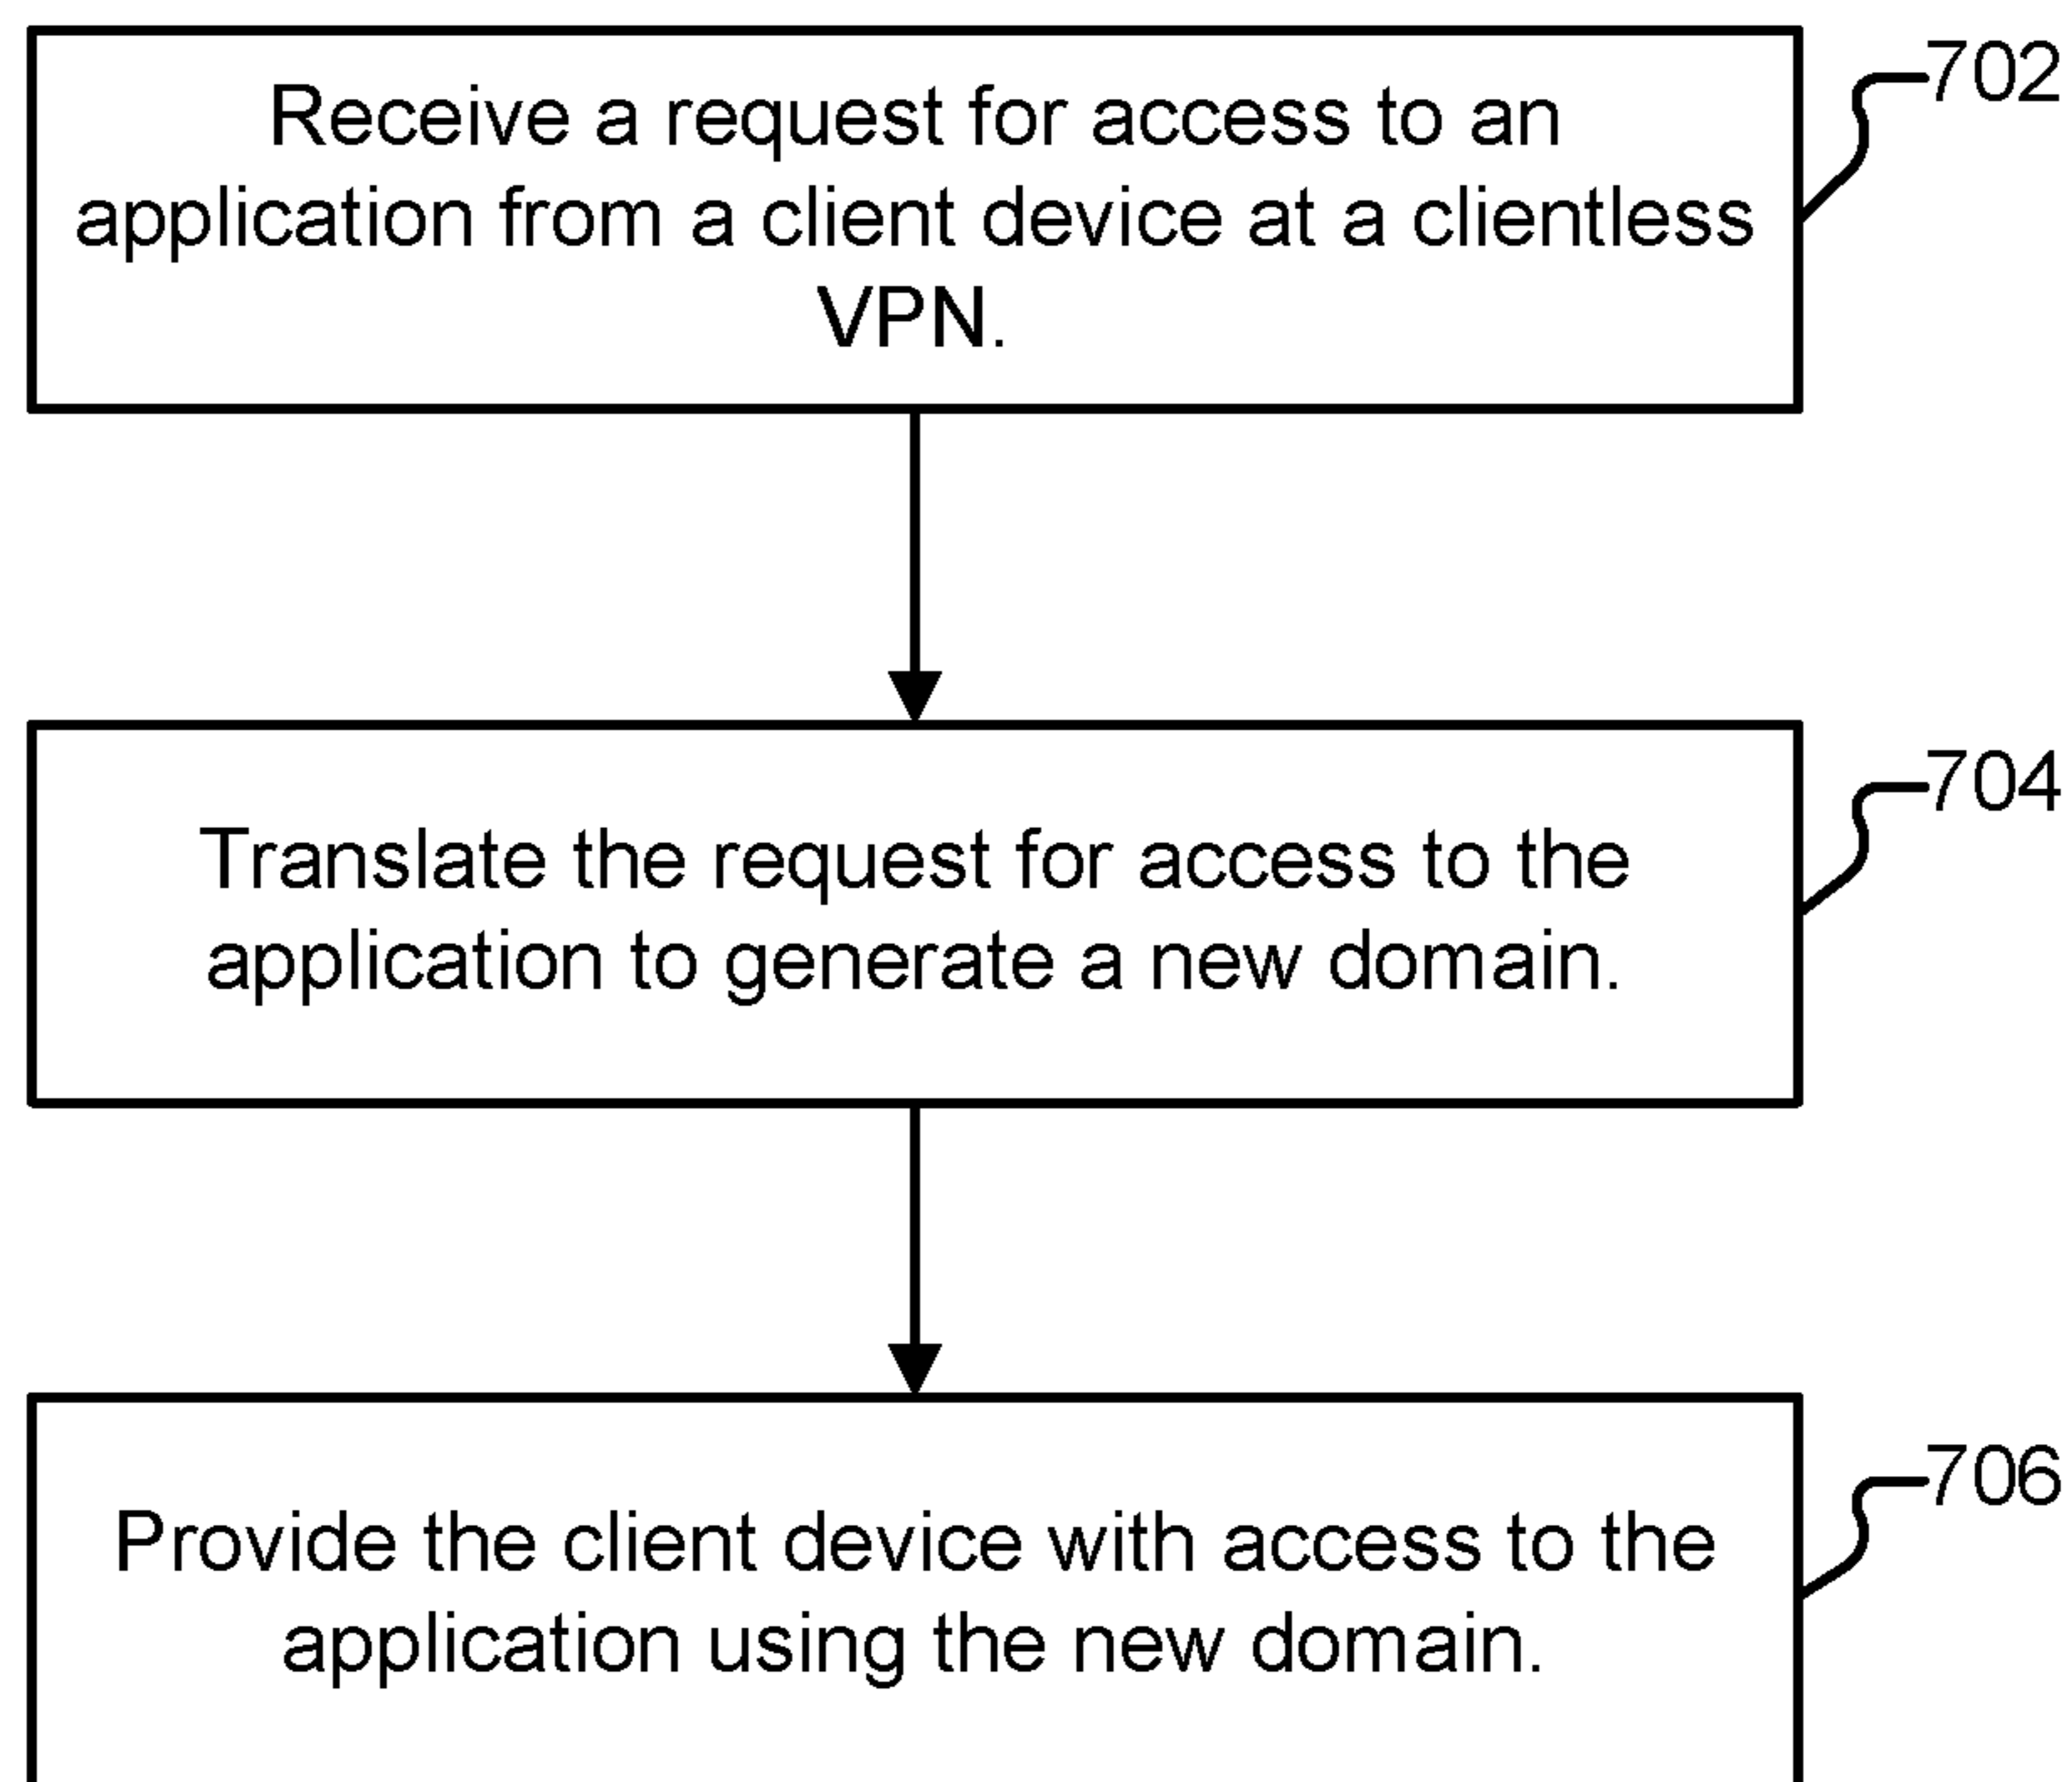 Receive a request for access to an
application from a client device at a clientless
VPN.
702
Translate the request for access to the
application to generate a new domain.
704
Provide the client device with access to the
application using the new domain.
706